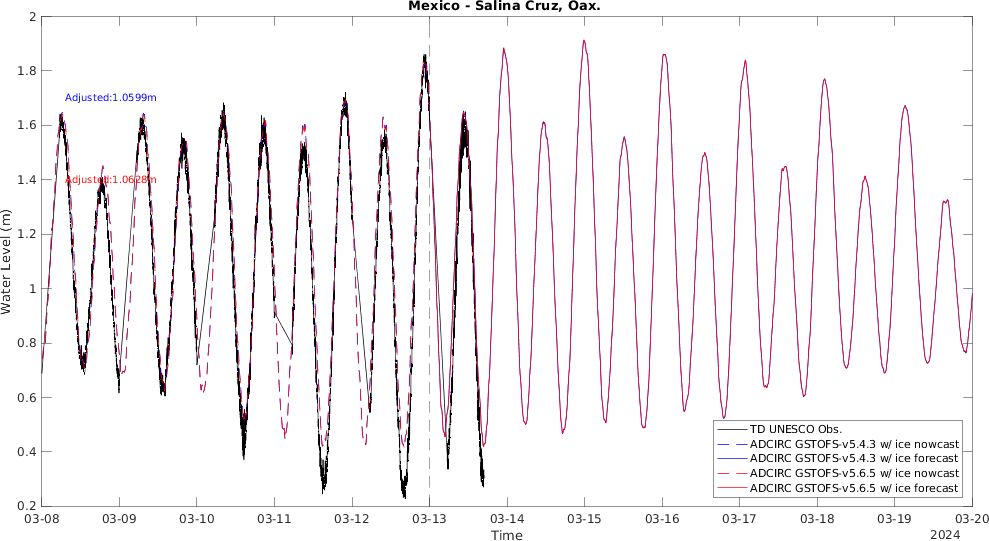 Mexico - Salina Cruz, Oax.
2
1.8
1.6
1.4
1.2
1
0.8
0.6
0.4
0.2
Water Level (m)
Adjusted:1.0599m
Adjusted:1.0628m
TD UNESCO Obs.
ADCIRC GSTOFS-v5.4.3 w/ ice nowcast
ADCIRC GSTOFS-v5.4.3 w/ ice forecast
ADCIRC GSTOFS-v5.6.5 w/ ice nowcast
ADCIRC GSTOFS-v5.6.5 w/ ice forecast
03-08 03-09 03-10 03-11 03-12 03-13 03-14 03-15 03-16 03-17 03-18 03-19 03-20
Time
2024